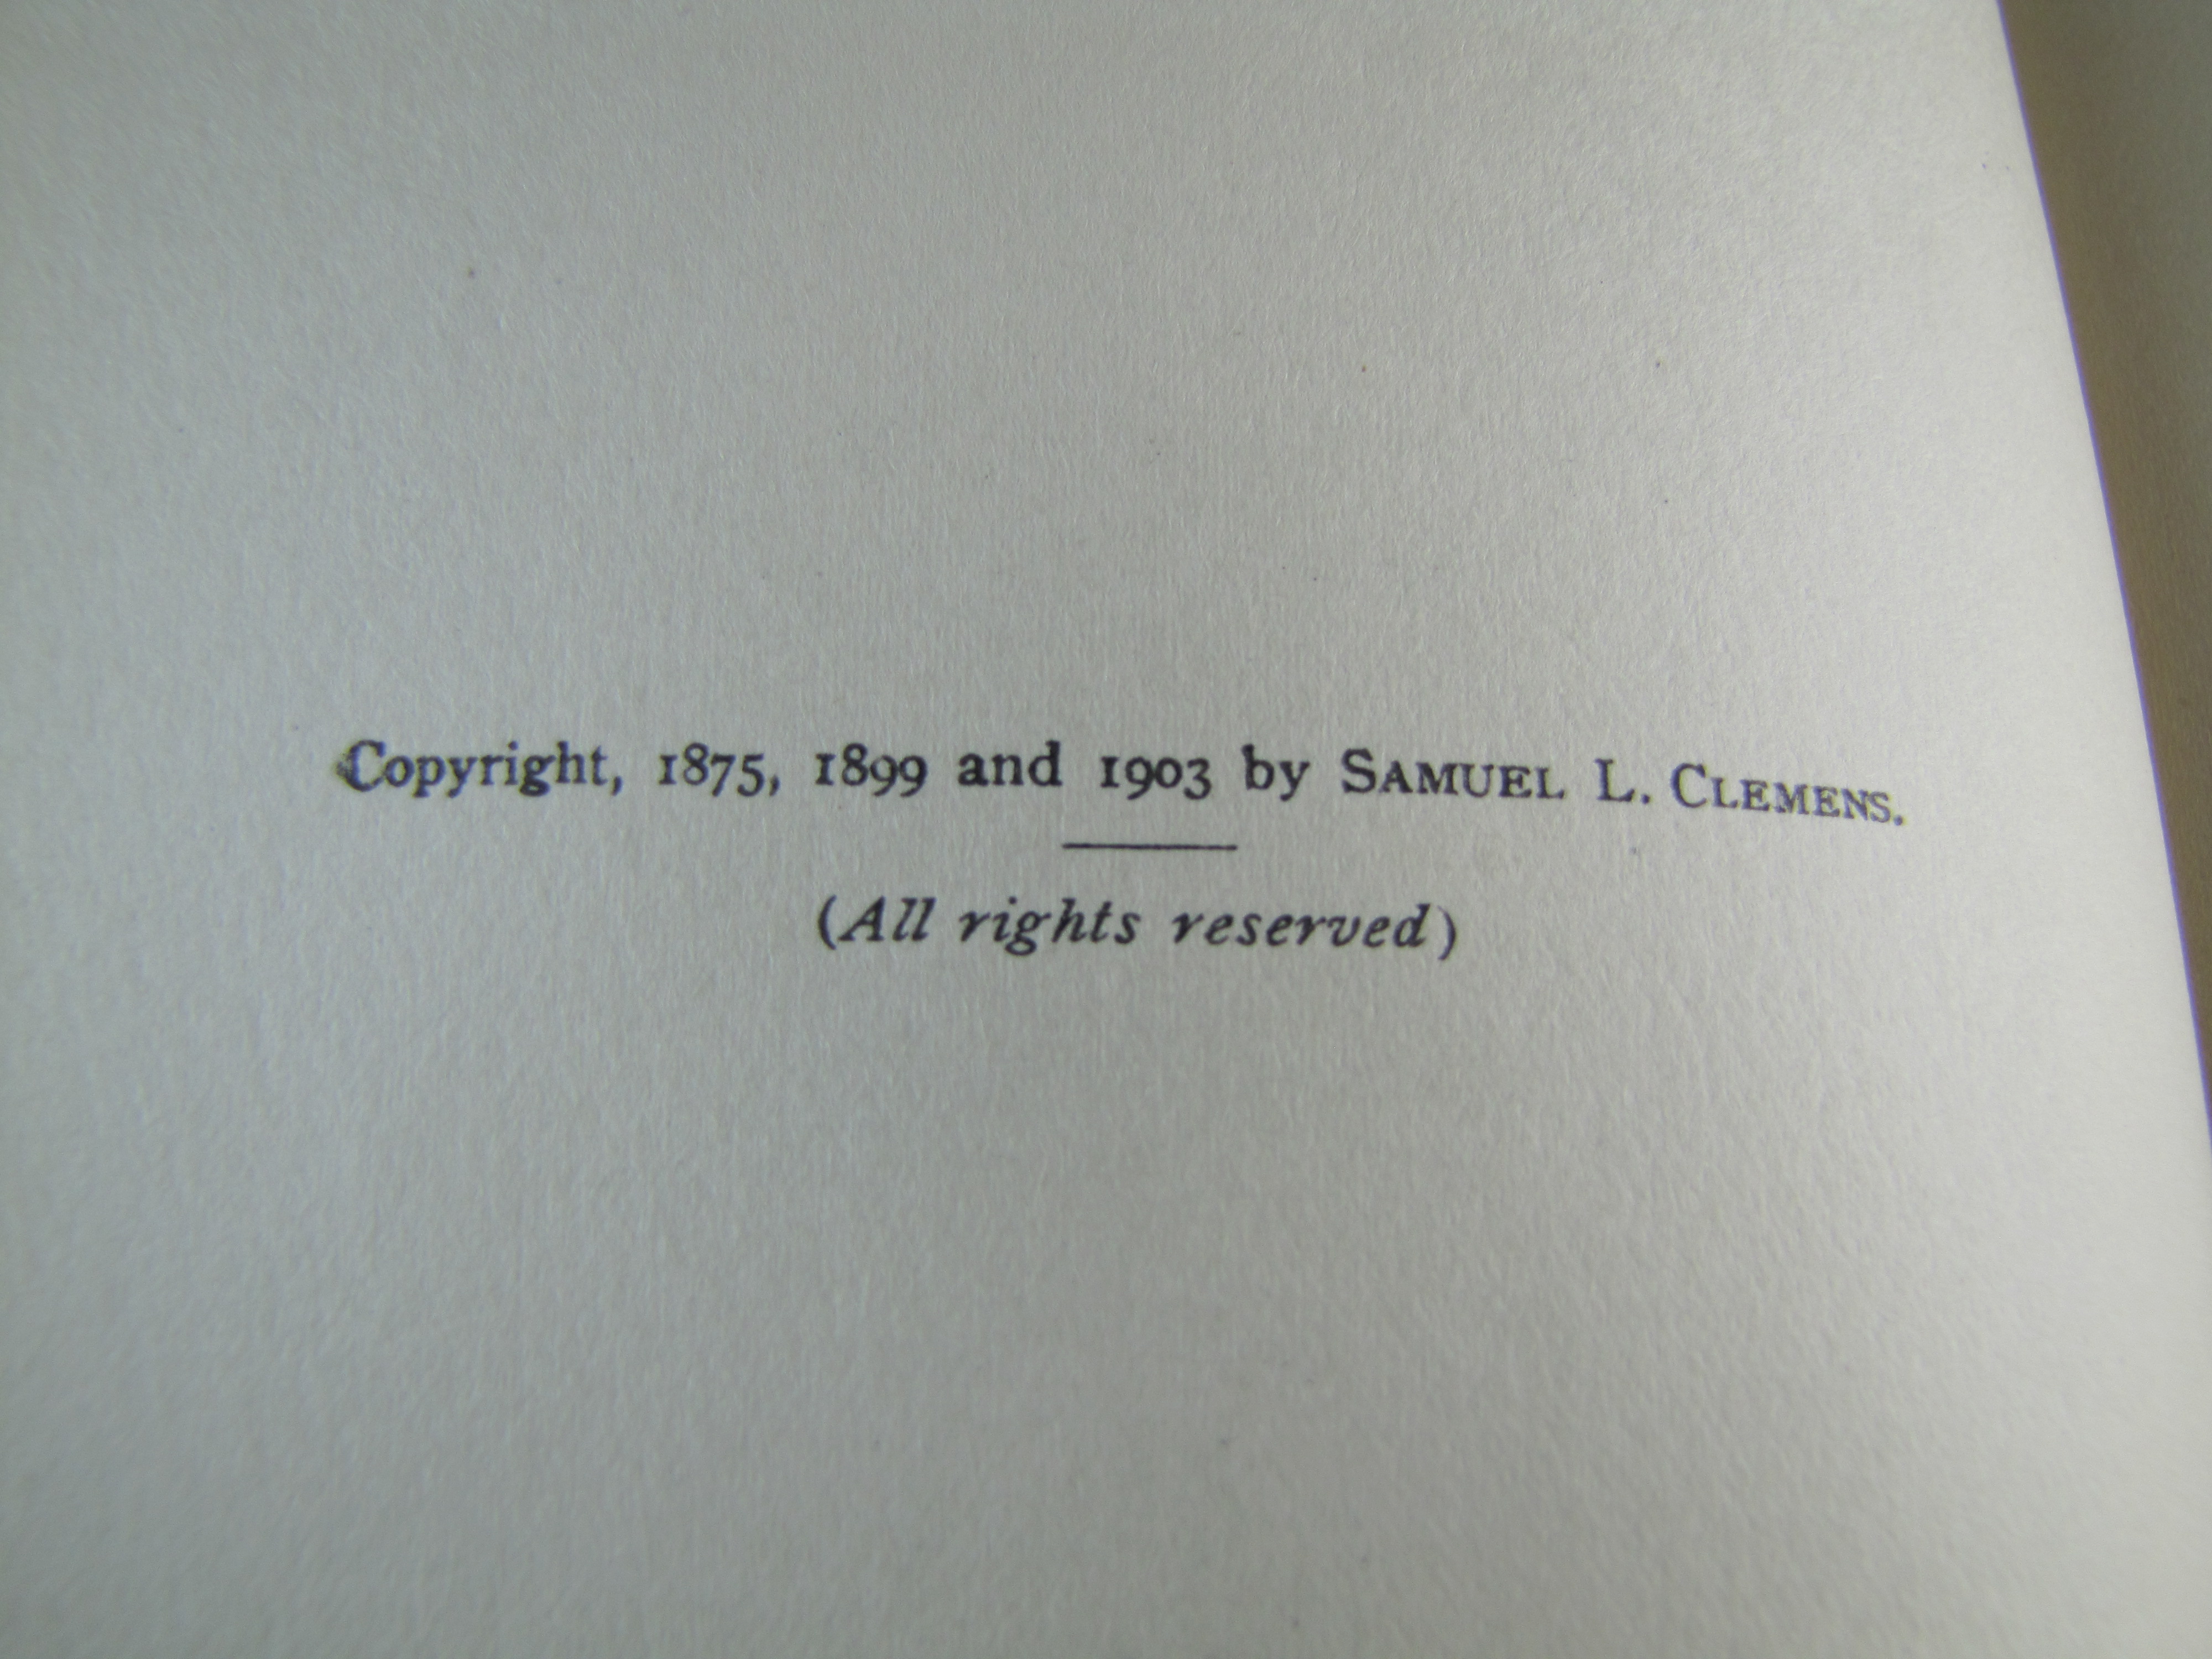 Copyright, 1875, 1899 and 1903 by SAMUEL L. CLEMENS.
(All rights reserved)